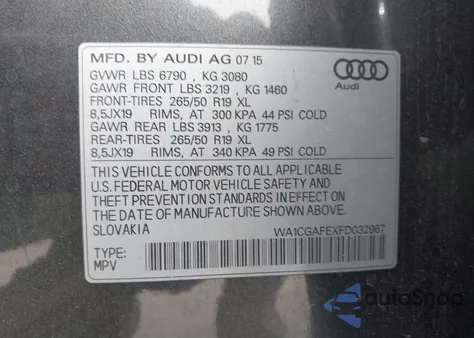 MFD. BY AUDI AG 07 15
GVWR LBS 6790 , KG 3080
GAWR FRONT LBS 3219 , KG 1460
FRONT-TIRES 265/50 R19 XL
8,5JX19 RIMS, AT 300 KPA 44 PSI COLD
GAWR REAR LBS 3913 , KG 1775
REAR-TIRES 265/50 R19 XL
8,5JX19 RIMS, AT 340 KPA 49 PSI COLD
Audi
THIS VEHICLE CONFORMS TO ALL APPLICABLE
U.S. FEDERAL MOTOR VEHICLE SAFETY AND
THEFT PREVENTION STANDARDS IN EFFECT ON
THE DATE OF MANUFACTURE SHOWN ABOVE.
SLOVAKIA WA1CGAFEXFD032967
TYPE:
MPV
autoSnap